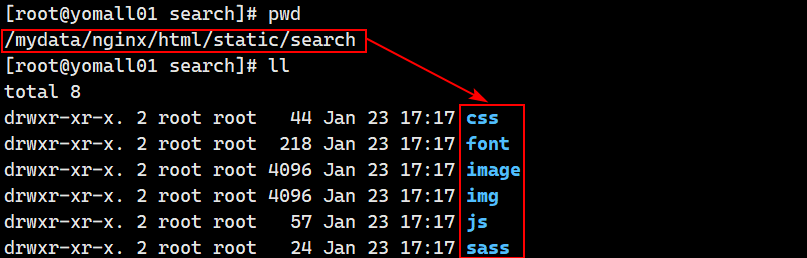 [root@yomall01 search]# pwd
/mydata/nginx/html/static/search
[root@yomall01 search]# ll
total 8
drwxr-xr-x. 2 root root   44 Jan 23 17:17 css
drwxr-xr-x. 2 root root  218 Jan 23 17:17 font
drwxr-xr-x. 2 root root 4096 Jan 23 17:17 image
drwxr-xr-x. 2 root root 4096 Jan 23 17:17 img
drwxr-xr-x. 2 root root   57 Jan 23 17:17 js
drwxr-xr-x. 2 root root   24 Jan 23 17:17 sass